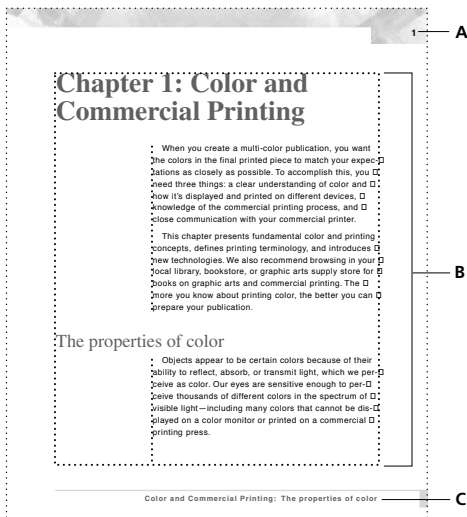 1
A
Chapter 1: Color and
Commercial Printing
When you create a multi-color publication, you want
the colors in the final printed piece to match your expec-
tations as closely as possible. To accomplish this, you
need three things: a clear understanding of color and
how it's displayed and printed on different devices,
knowledge of the commercial printing process, and
close communication with your commercial printer.
This chapter presents fundamental color and printing
concepts, defines printing terminology, and introduces
new technologies. We also recommend browsing in your
local library, bookstore, or graphic arts supply store for
books on graphic arts and commercial printing. The
more you know about printing color, the better you can
prepare your publication.
B
The properties of color
Objects appear to be certain colors because of their
ability to reflect, absorb, or transmit light, which we per-
ceive as color. Our eyes are sensitive enough to per-
ceive thousands of different colors in the spectrum of
visible light—including many colors that cannot be dis-
played on a color monitor or printed on a commercial
printing press.
Color and Commercial Printing: The properties of color
C